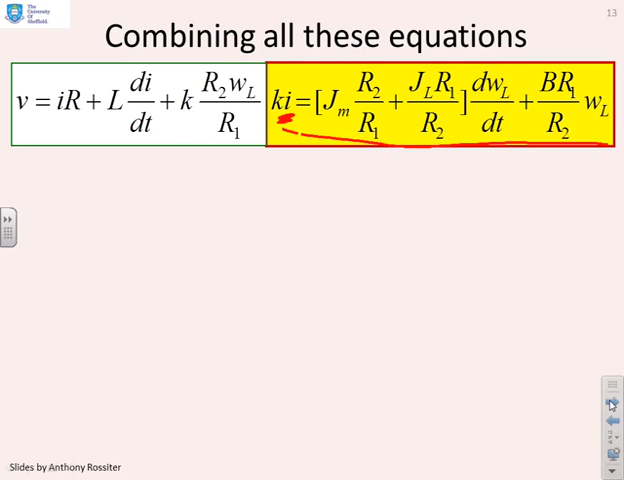 The
University
Of
Sheffield.
13
Combining all these equations
v = iR + L di/dt + k R₂w_L/R₁
ki = [J_m R₂/R₁ + J_L R₁/R₂] dw_L/dt + BR₁/R₂ w_L
Slides by Anthony Rossiter